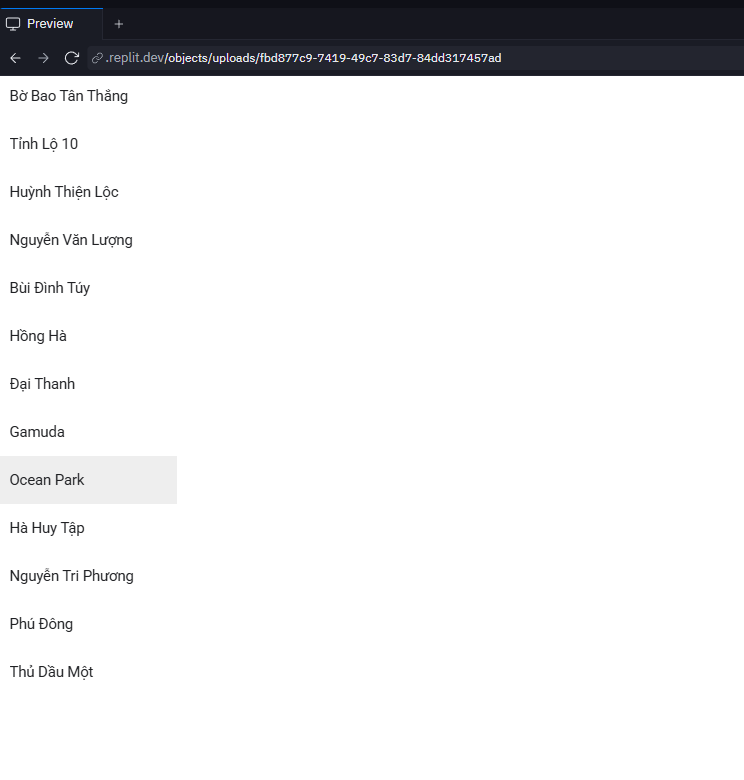 Preview
.replit.dev/objects/uploads/fbd877c9-7419-49c7-83d7-84dd317457ad
Bờ Bao Tân Thắng
Tỉnh Lộ 10
Huỳnh Thiện Lộc
Nguyễn Văn Lượng
Bùi Đình Túy
Hồng Hà
Đại Thanh
Gamuda
Ocean Park
Hà Huy Tập
Nguyễn Tri Phương
Phú Đông
Thủ Dầu Một